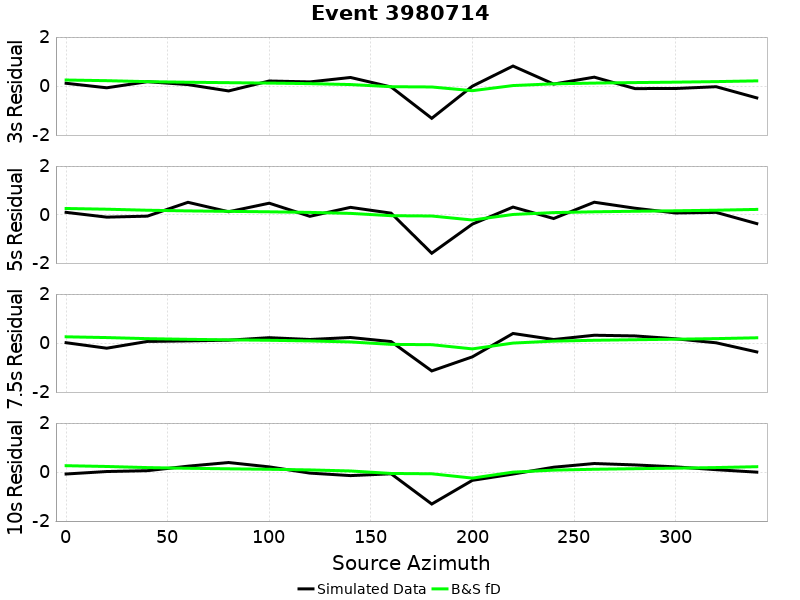 Event 3980714
3s Residual
2
0
-2
5s Residual
2
0
-2
7.5s Residual
2
0
-2
10s Residual
2
0
-2
0 50 100 150 200 250 300
Source Azimuth
Simulated Data B&S fD